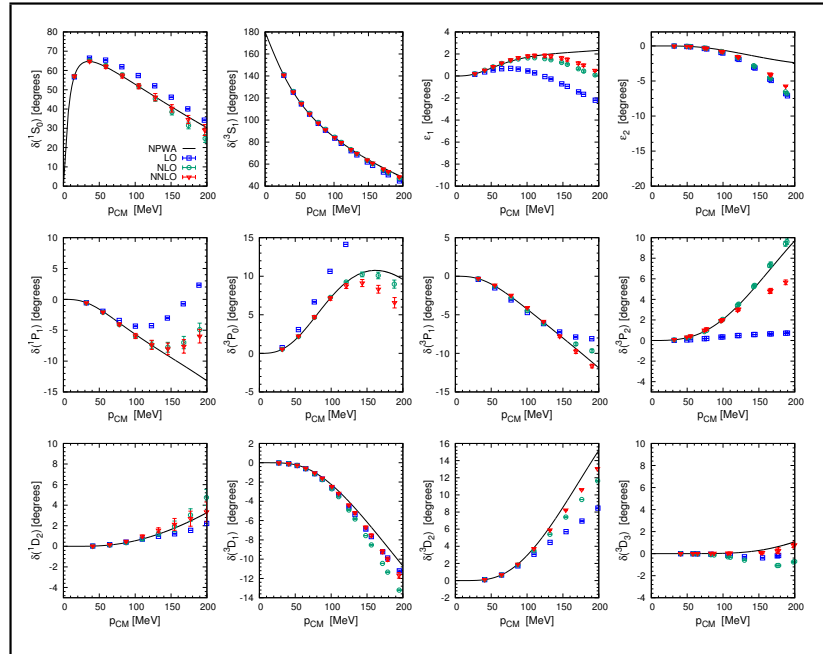 δ(¹S₀) [degrees]
80
70
60
50
40
30
20
10
0
NPWA
LO
NLO
NNLO
0 50 100 150 200
p_CM [MeV]
δ(³S₁) [degrees]
180
160
140
120
100
80
60
40
0 50 100 150 200
p_CM [MeV]
ε₁ [degrees]
4
2
0
-2
-4
-6
-8
-10
0 50 100 150 200
p_CM [MeV]
ε₂ [degrees]
5
0
-5
-10
-15
-20
0 50 100 150 200
p_CM [MeV]
δ(¹P₁) [degrees]
10
5
0
-5
-10
-15
0 50 100 150 200
p_CM [MeV]
δ(³P₀) [degrees]
15
10
5
0
-5
0 50 100 150 200
p_CM [MeV]
δ(³P₁) [degrees]
5
0
-5
-10
-15
0 50 100 150 200
p_CM [MeV]
δ(³P₂) [degrees]
10
8
6
4
2
0
-2
-4
0 50 100 150 200
p_CM [MeV]
δ(¹D₂) [degrees]
10
8
6
4
2
0
-2
-4
0 50 100 150 200
p_CM [MeV]
δ(³D₁) [degrees]
2
0
-2
-4
-6
-8
-10
-12
-14
0 50 100 150 200
p_CM [MeV]
δ(³D₂) [degrees]
16
14
12
10
8
6
4
2
0
-2
0 50 100 150 200
p_CM [MeV]
δ(³D₃) [degrees]
10
8
6
4
2
0
-2
-4
0 50 100 150 200
p_CM [MeV]